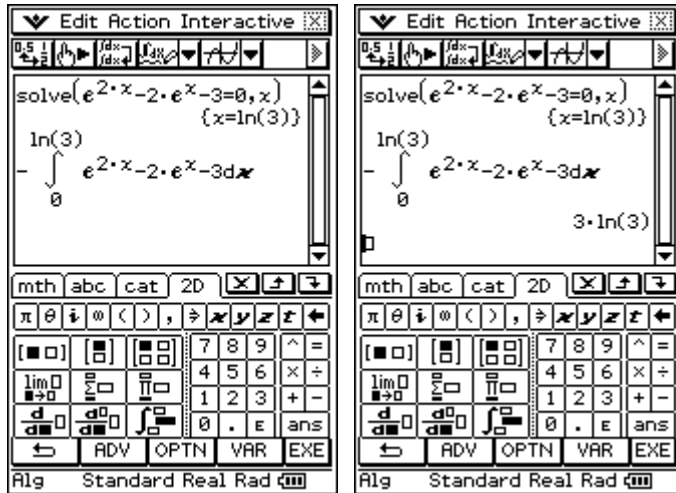 Edit Action Interactive
solve(e^2·x-2·e^x-3=0,x)
{x=ln(3)}
ln(3)
-∫ e^2·x-2·e^x-3dx
0
mth abc cat 2D
π θ i ∞ ( ) , ⇒ x y z t ←
7 8 9 ^ =
4 5 6 × ÷
lim Σ Π
1 2 3 + -
d/d d/d ∫
0 . E ans
ADV OPTN VAR EXE
Alg Standard Real Rad
Edit Action Interactive
solve(e^2·x-2·e^x-3=0,x)
{x=ln(3)}
ln(3)
-∫ e^2·x-2·e^x-3dx
0
3·ln(3)
mth abc cat 2D
π θ i ∞ ( ) , ⇒ x y z t ←
7 8 9 ^ =
4 5 6 × ÷
lim Σ Π
1 2 3 + -
d/d d/d ∫
0 . E ans
ADV OPTN VAR EXE
Alg Standard Real Rad